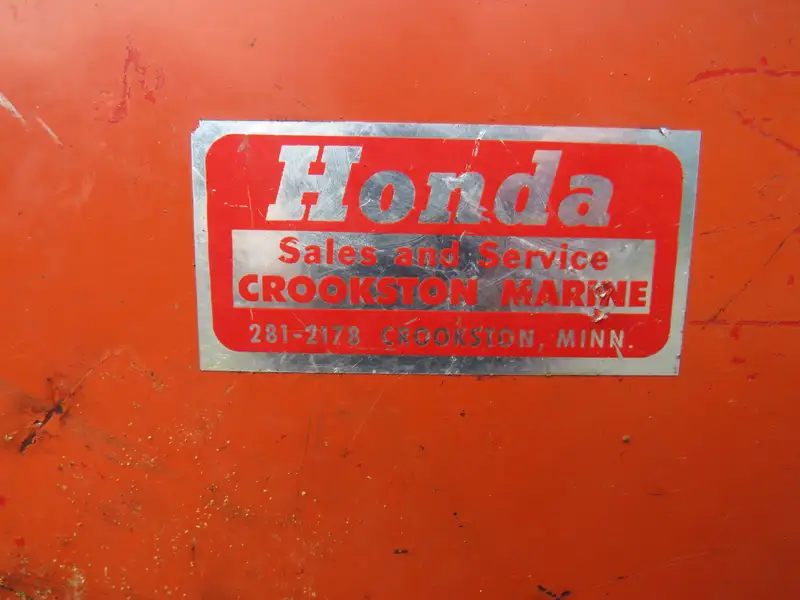 Honda
Sales and Service
CROOKSTON MARINE
281-2178 CROOKSTON, MINN.